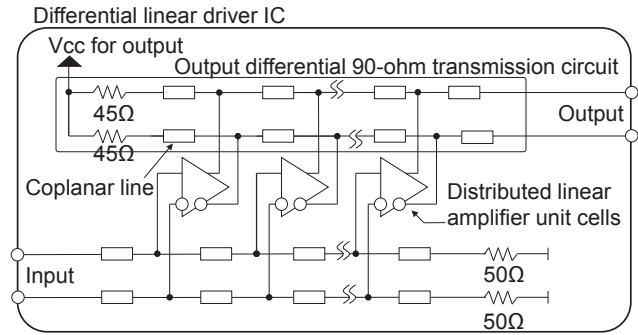 Differential linear driver IC
Vcc for output
Output differential 90-ohm transmission circuit
45Ω
Output
45Ω
Coplanar line
Distributed linear
amplifier unit cells
Input
50Ω
50Ω